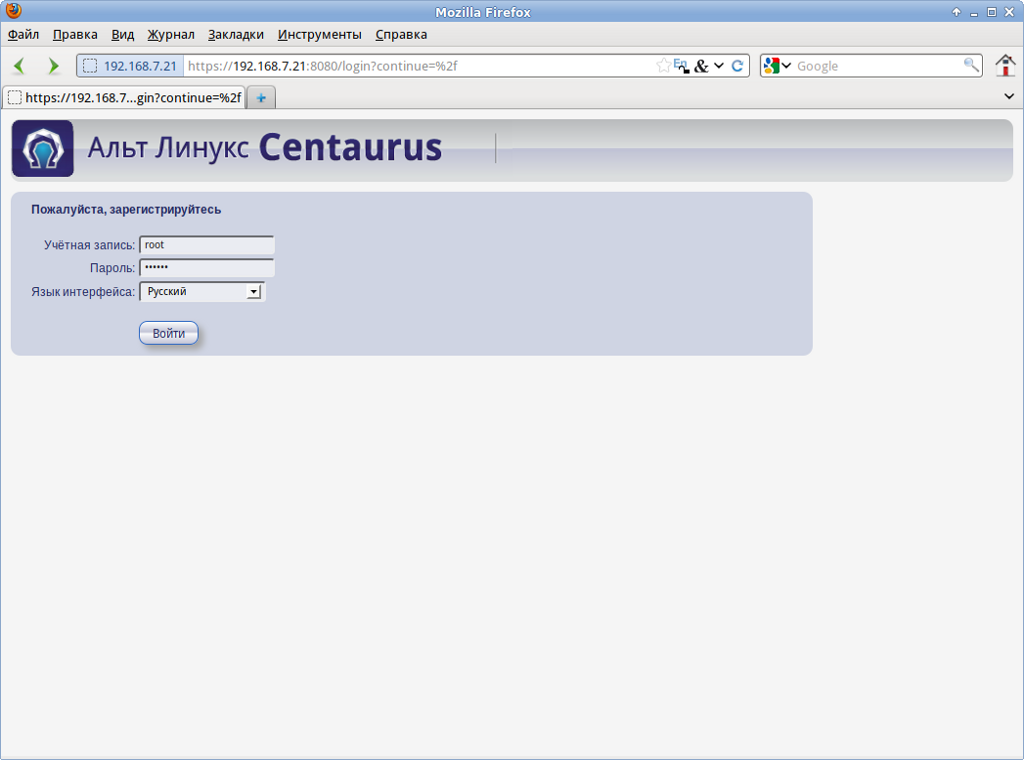 Mozilla Firefox
Файл Правка Вид Журнал Закладки Инструменты Справка
192.168.7.21 https://192.168.7.21:8080/login?continue=%2f En & Google
https://192.168.7...gin?continue=%2f
Альт Линукс Centaurus
Пожалуйста, зарегистрируйтесь
Учётная запись: root
Пароль: ••••••
Язык интерфейса: Русский
Войти